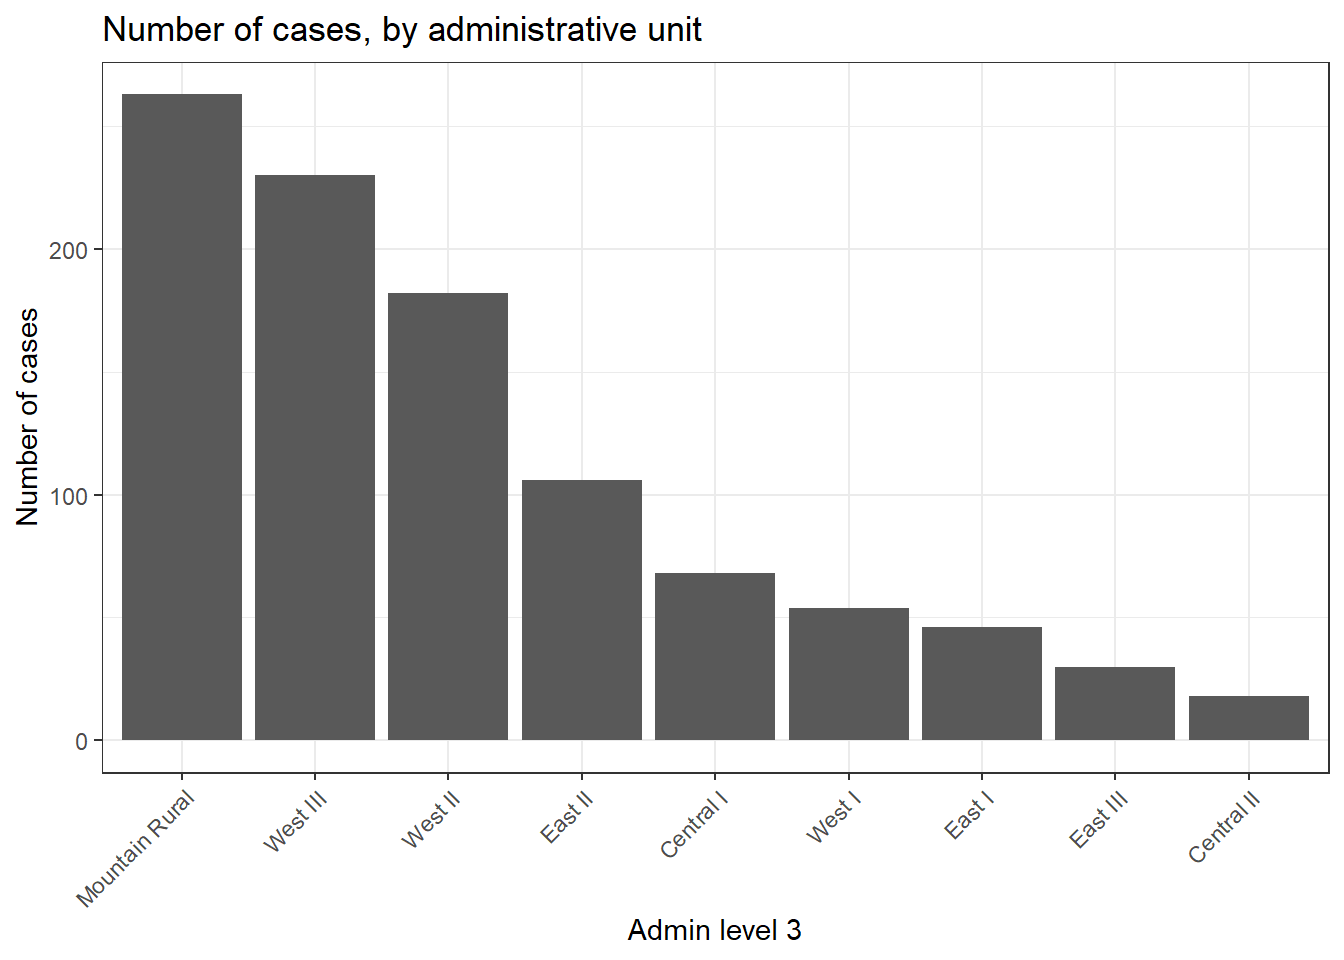 Number of cases, by administrative unit
Number of cases
200
100
0
Mountain Rural
West III
West II
East II
Central I
West I
East I
East III
Central II
Admin level 3